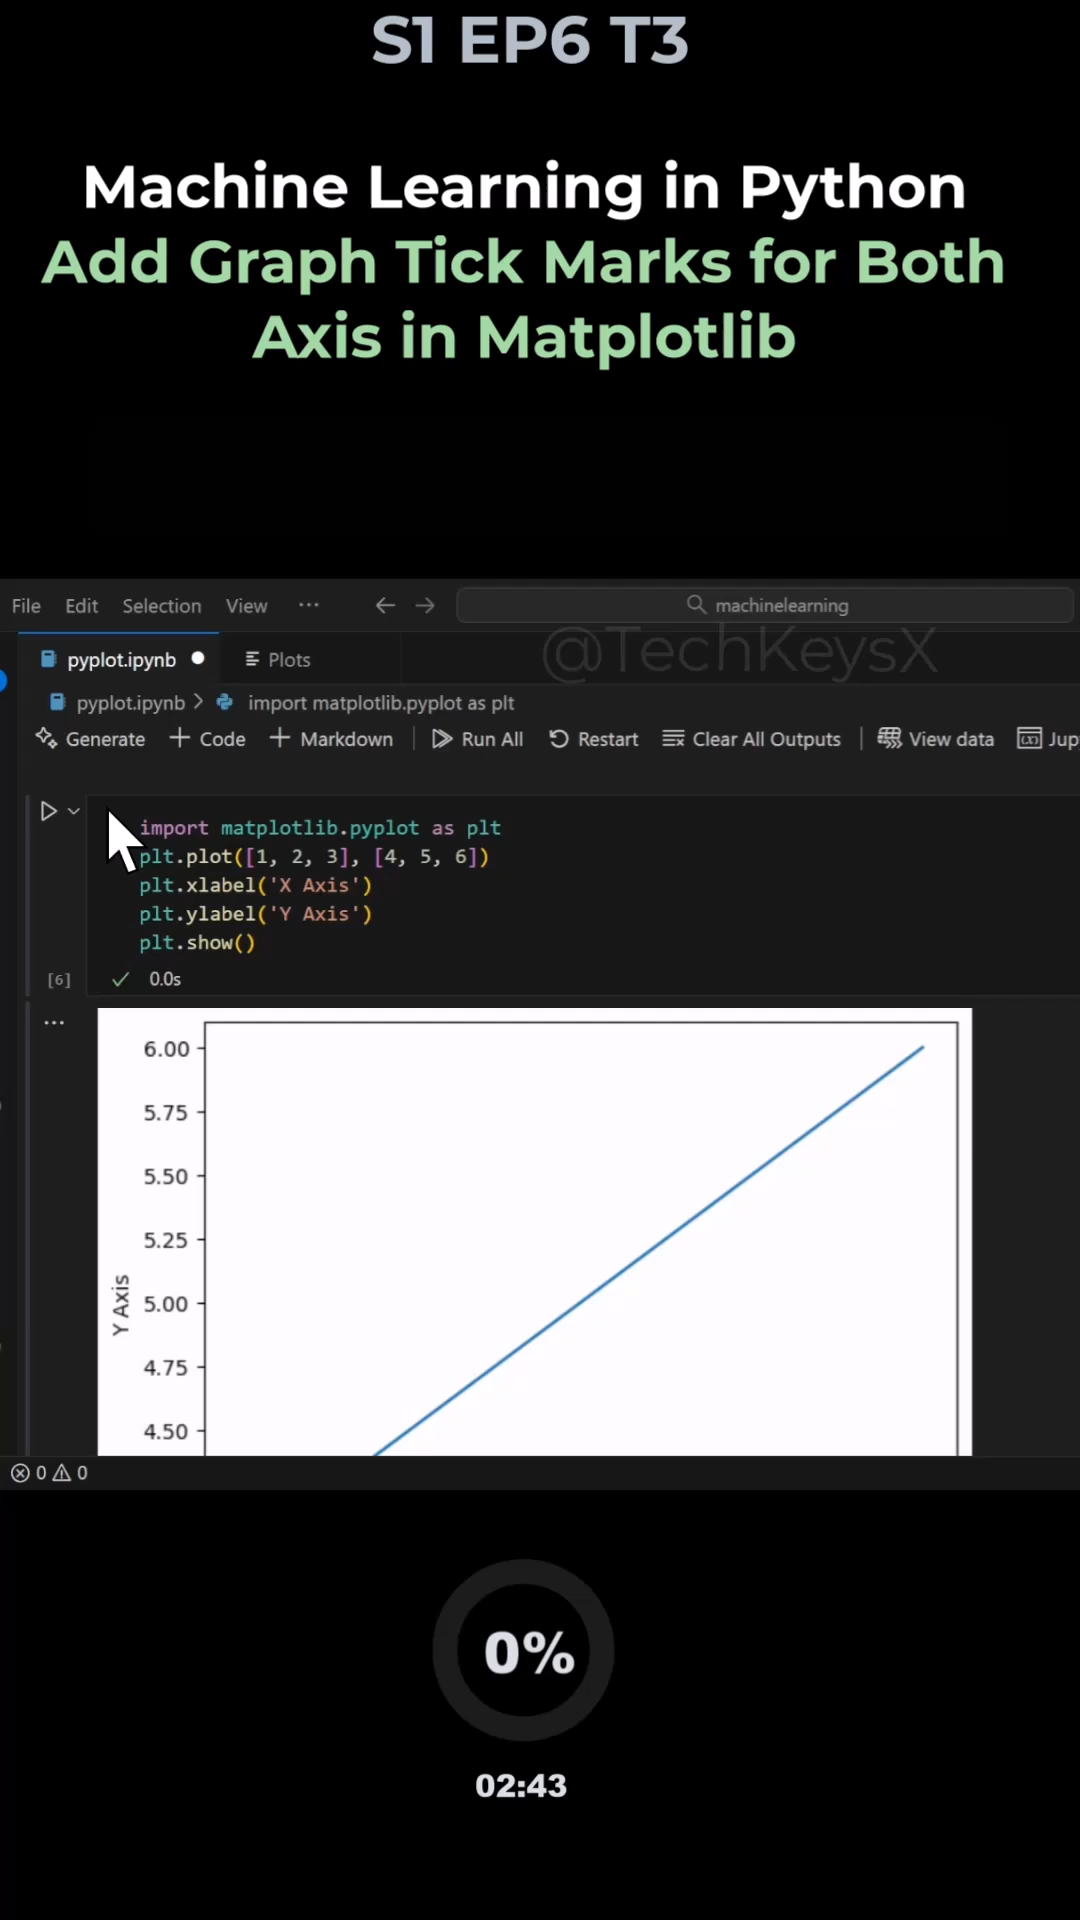 S1 EP6 T3
Machine Learning in Python
Add Graph Tick Marks for Both
Axis in Matplotlib
File Edit Selection View ··· machinelearning
@TechKeysX
pyplot.ipynb Plots
pyplot.ipynb > import matplotlib.pyplot as plt
Generate + Code + Markdown Run All Restart Clear All Outputs View data Jup
import matplotlib.pyplot as plt
plt.plot([1, 2, 3], [4, 5, 6])
plt.xlabel('X Axis')
plt.ylabel('Y Axis')
plt.show()
[6] ✓ 0.0s
···
6.00
5.75
5.50
5.25
5.00
4.75
4.50
Y Axis
0 0
0%
02:43